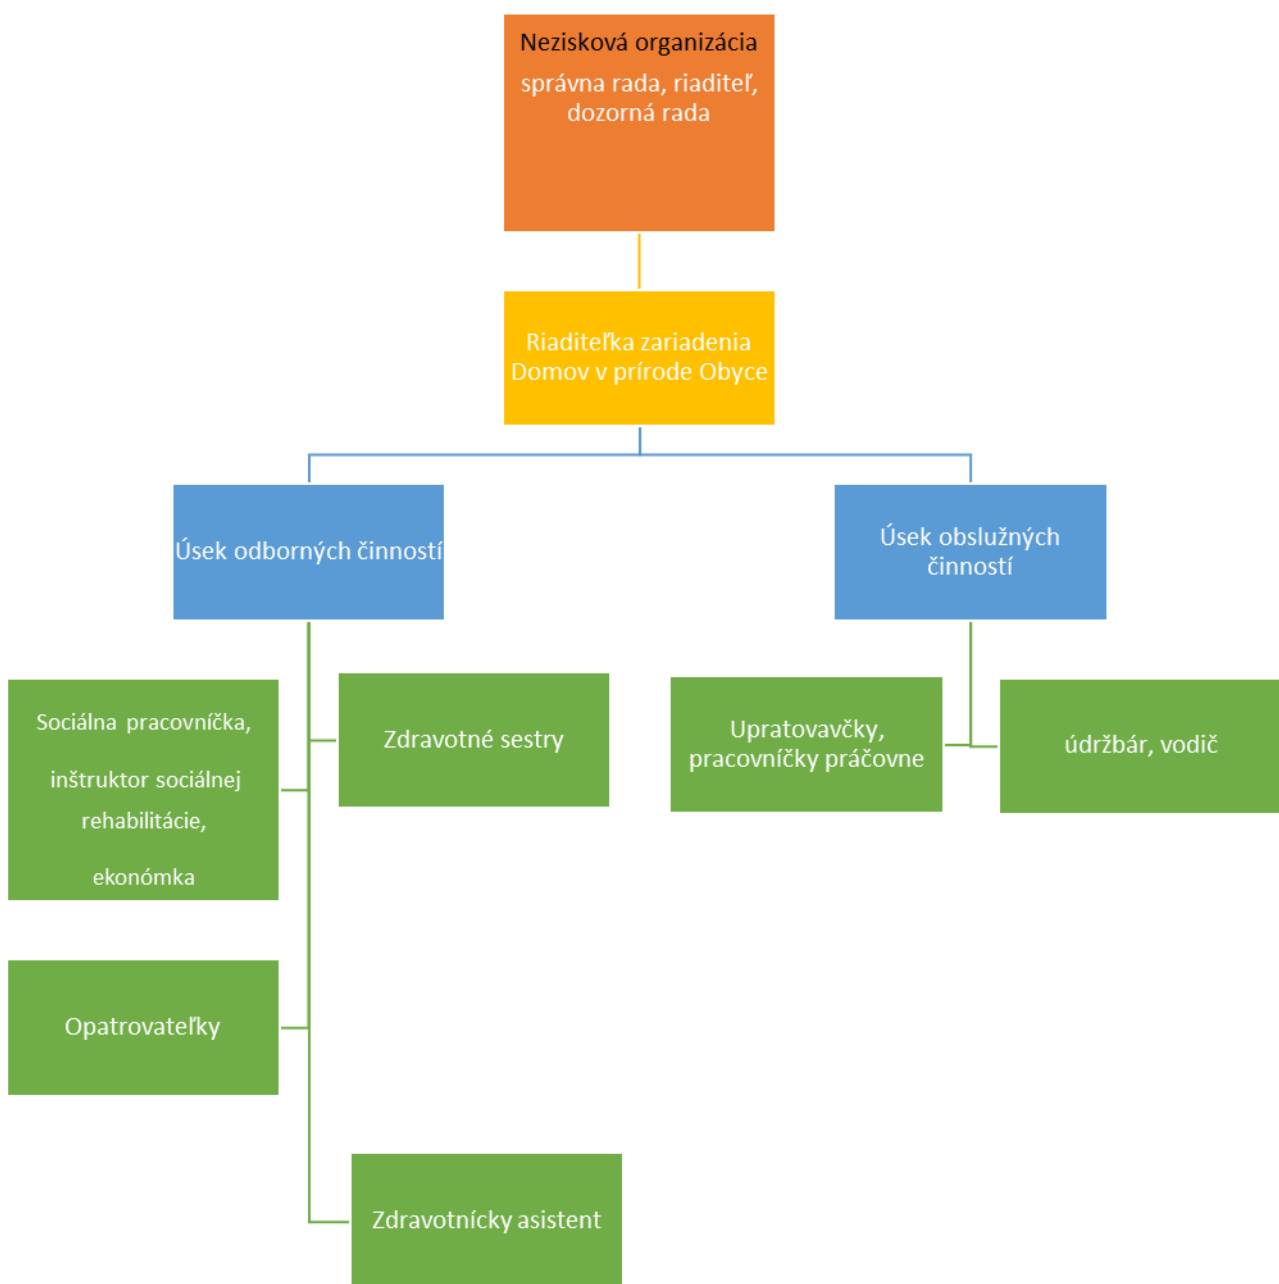 Nezisková organizácia
správna rada, riaditeľ,
dozorná rada
Riaditeľka zariadenia
Domov v prírode Obyce
Úsek odborných činností
Úsek obslužných
činností
Sociálna pracovníčka,
inštruktor sociálnej
rehabilitácie,
ekonómka
Zdravotné sestry
Upratovavčky,
pracovníčky práčovne
údržbár, vodič
Opatrovateľky
Zdravotnícky asistent